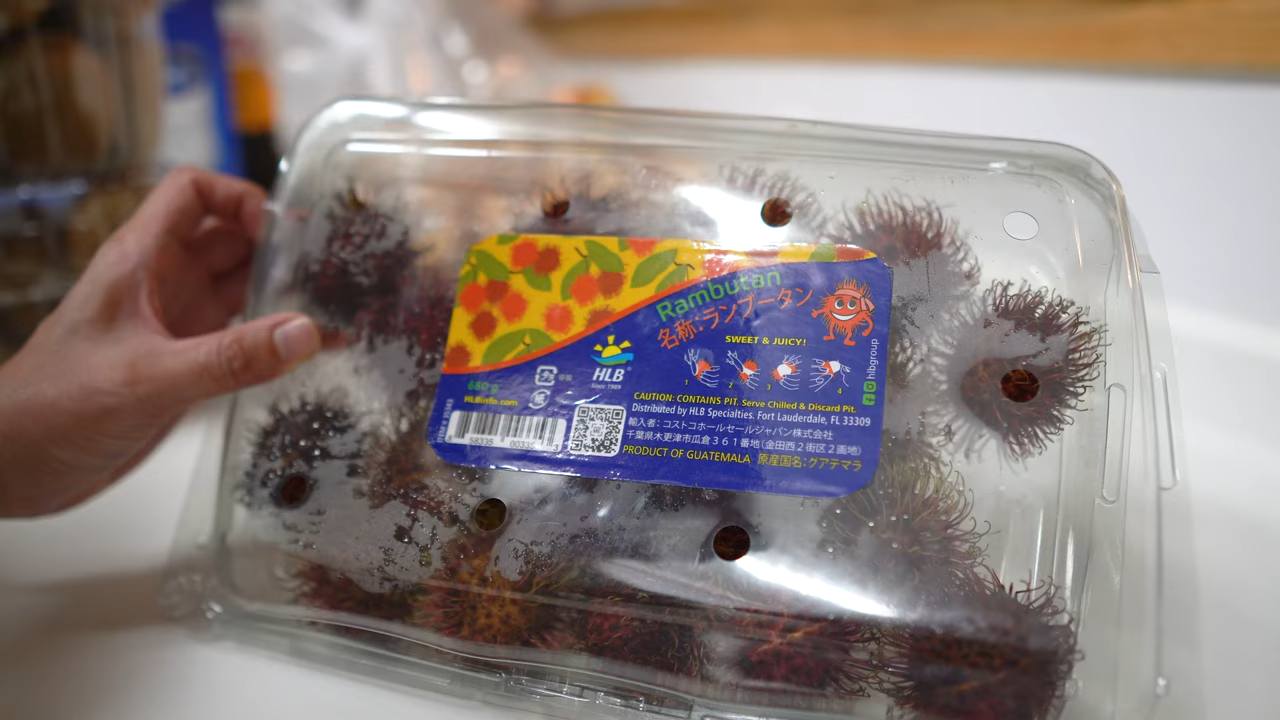 Rambutan
名称:ランブータン
SWEET & JUICY!
1 2 3 4
HLB®
Since 1989
680 g
HLBinfo.com
hlbgroup
CAUTION: CONTAINS PIT. Serve Chilled & Discard Pit.
Distributed by HLB Specialties. Fort Lauderdale, FL 33309
輸入者:コストコホールセールジャパン株式会社
千葉県木更津市瓜倉361番地(金田西2街区2画地)
PRODUCT OF GUATEMALA 原産国名:グアテマラ